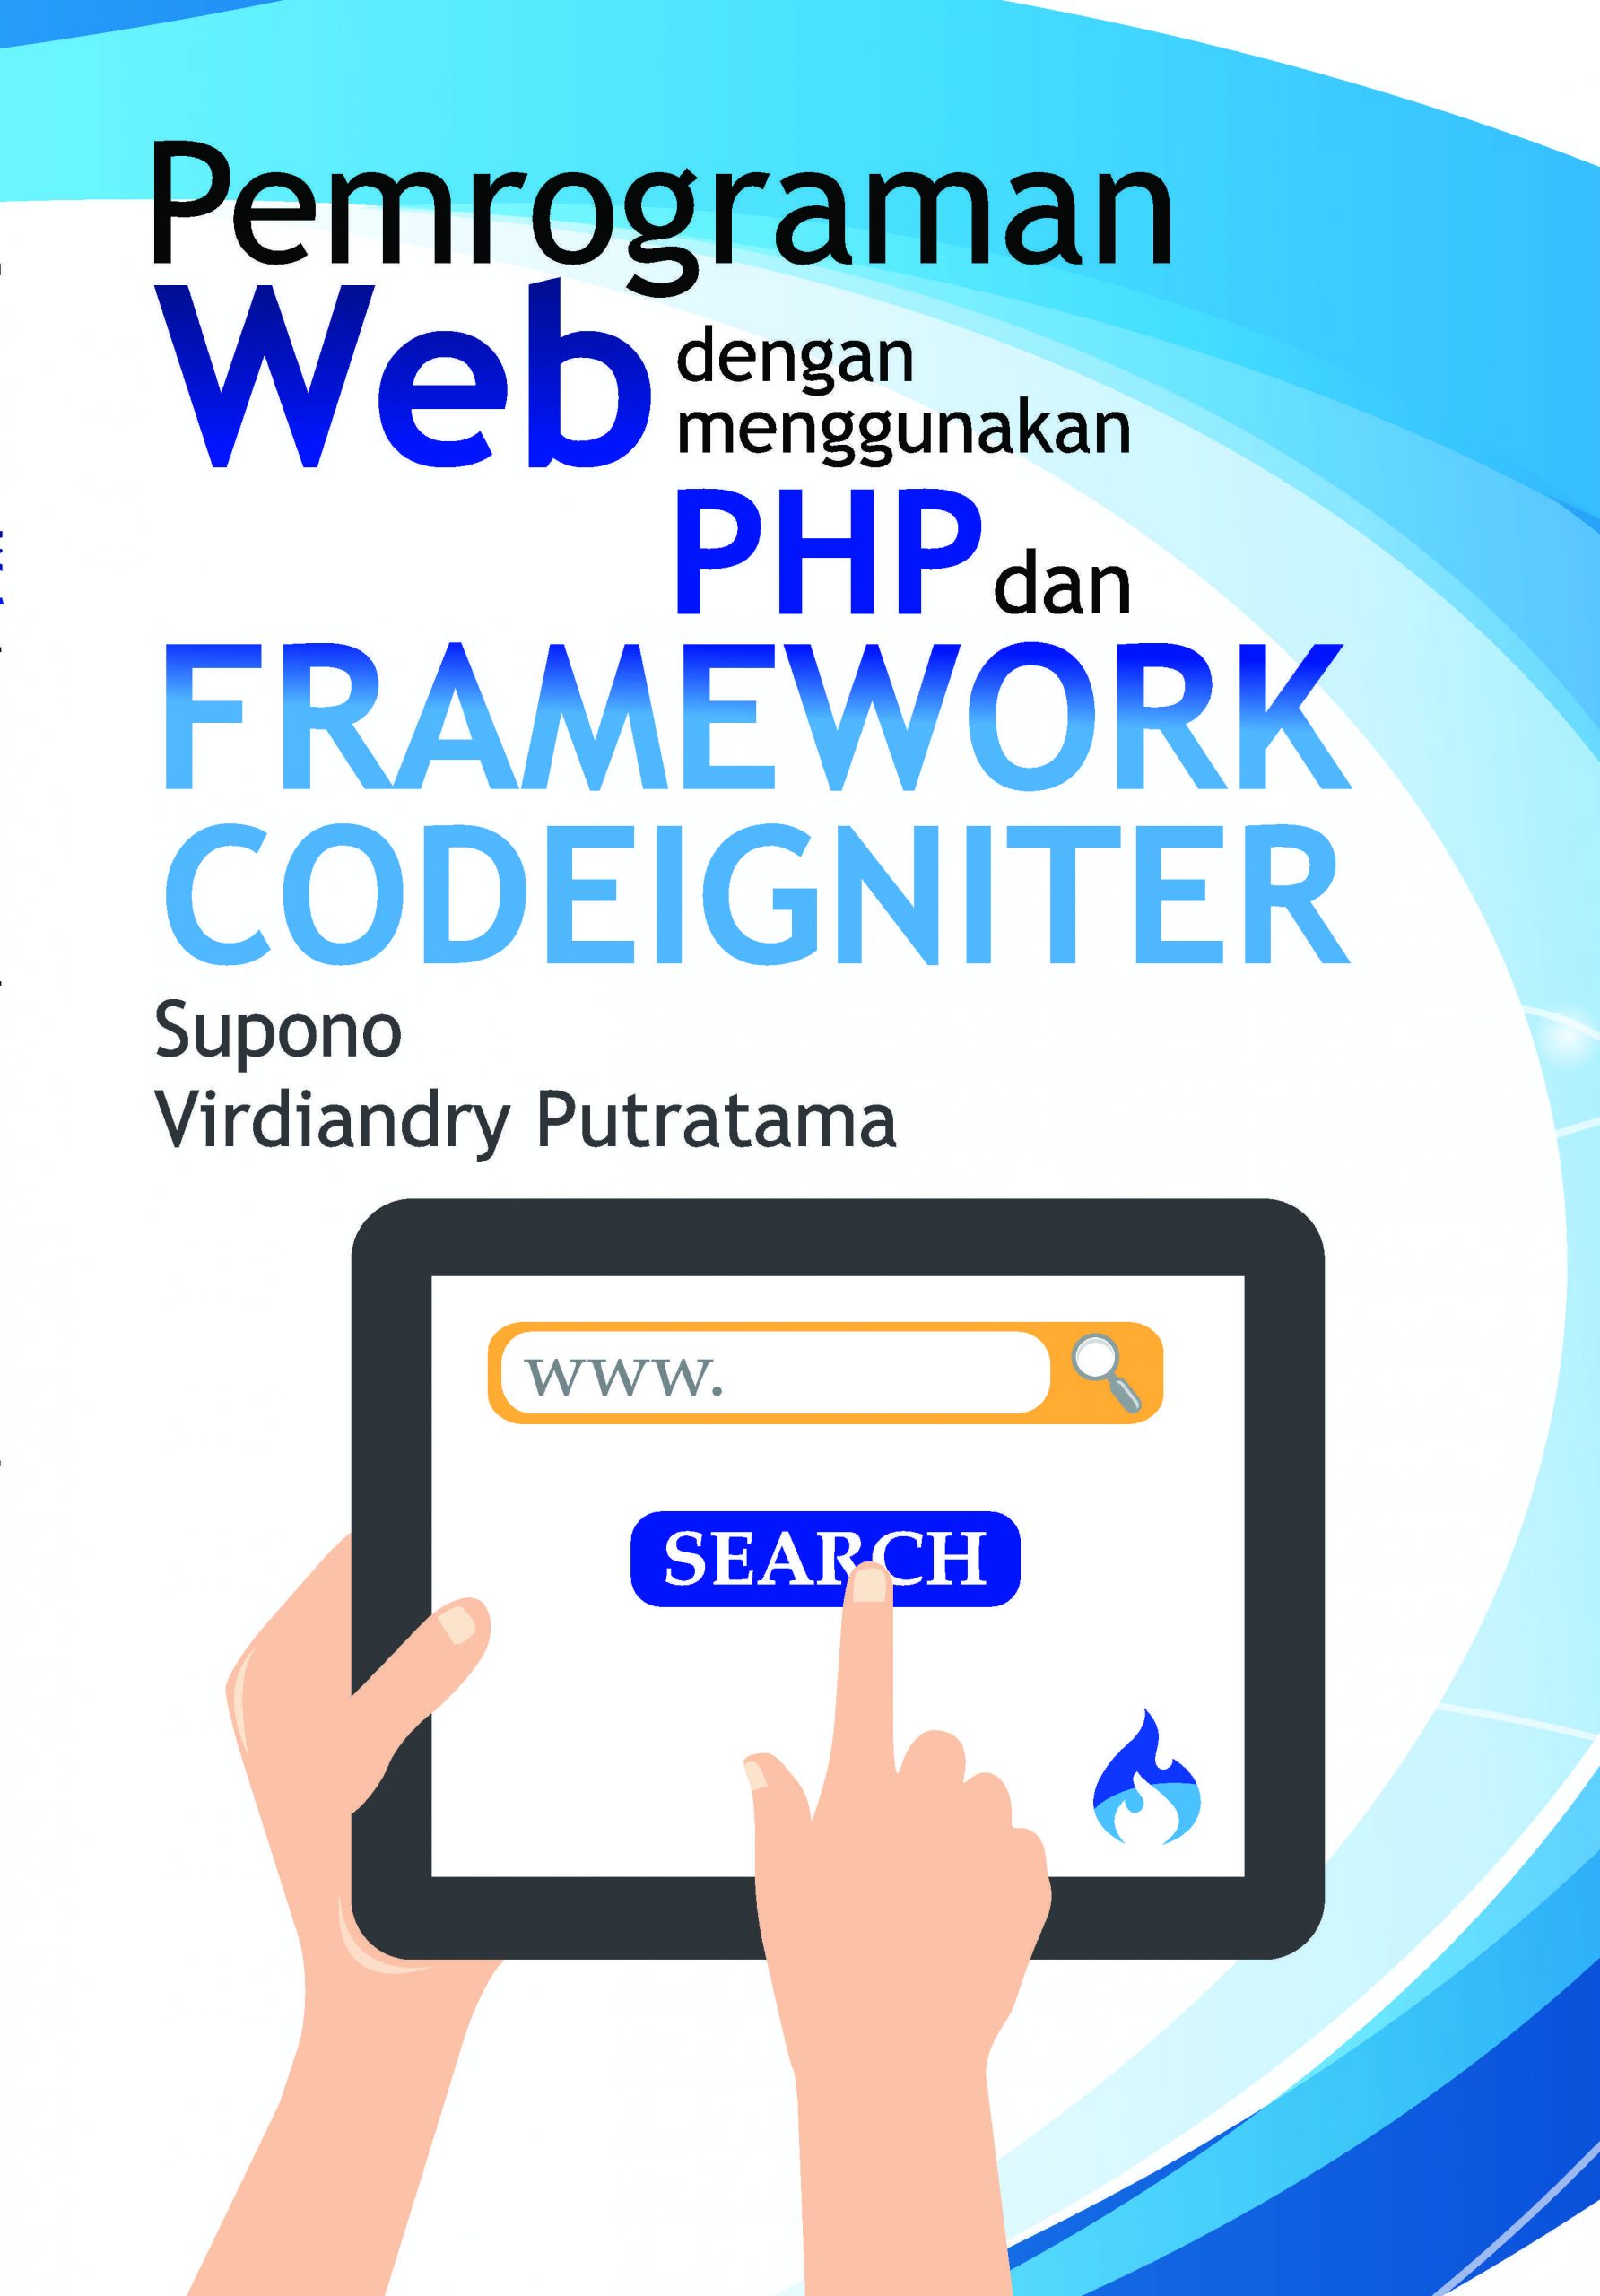 Pemrograman
Web dengan
menggunakan
PHP dan
FRAMEWORK
CODEIGNITER
Supono
Virdiandry Putratama
www.
SEARCH